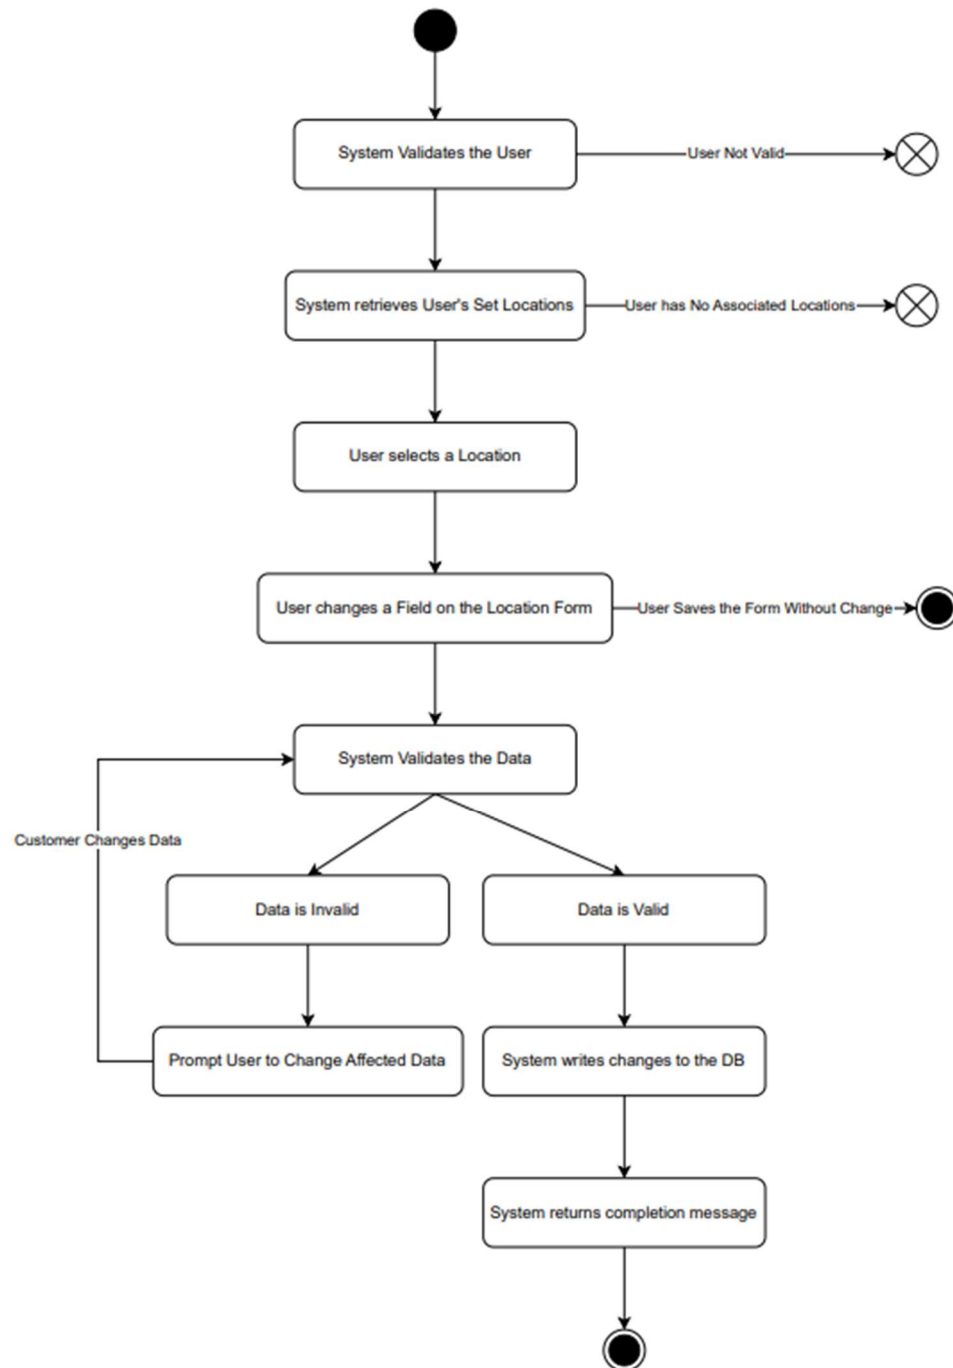 System Validates the User
User Not Valid
System retrieves User's Set Locations
User has No Associated Locations
User selects a Location
User changes a Field on the Location Form
User Saves the Form Without Change
System Validates the Data
Customer Changes Data
Data is Invalid
Data is Valid
Prompt User to Change Affected Data
System writes changes to the DB
System returns completion message